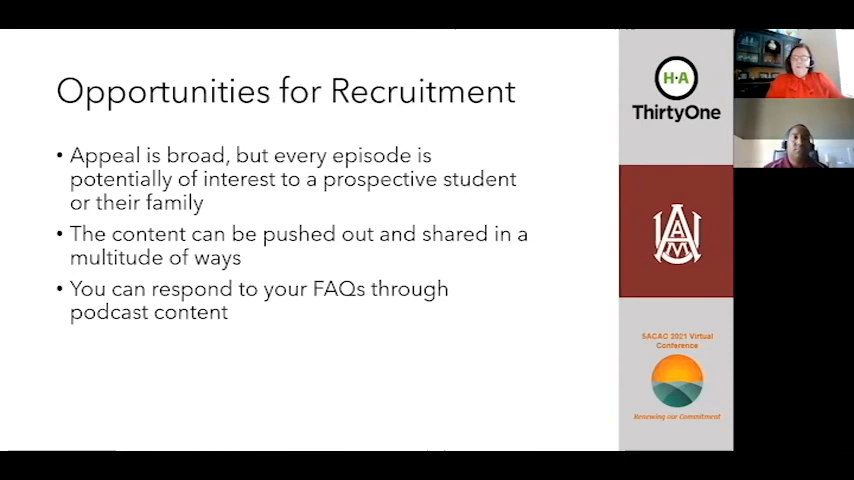 Opportunities for Recruitment
• Appeal is broad, but every episode is
potentially of interest to a prospective student
or their family
• The content can be pushed out and shared in a
multitude of ways
• You can respond to your FAQs through
podcast content
H·A
ThirtyOne
AAMU
SACAC 2021 Virtual
Conference
Renewing our Commitment